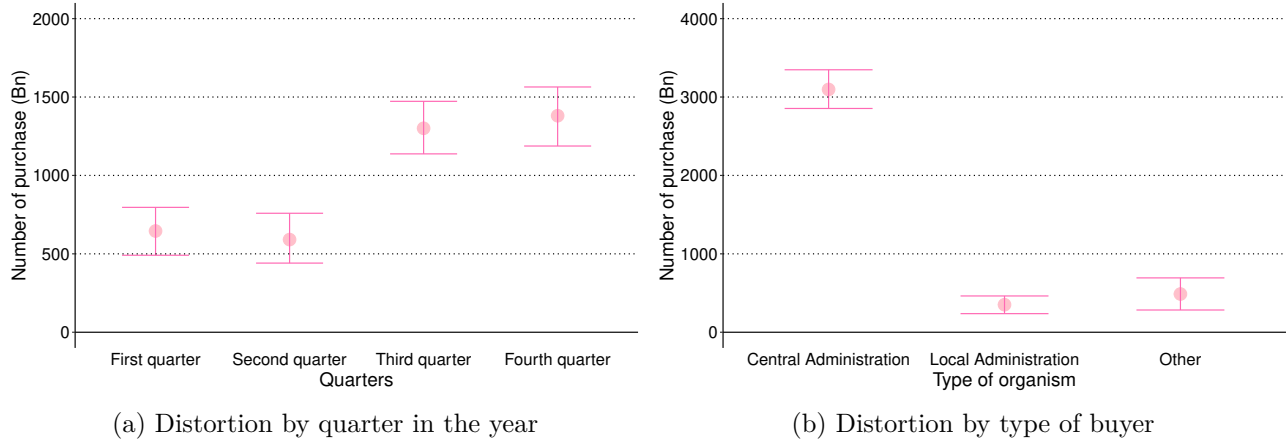 Number of purchase (Bn)
2000
1500
1000
500
0
First quarter Second quarter Third quarter Fourth quarter
Quarters
(a) Distortion by quarter in the year
Number of purchase (Bn)
4000
3000
2000
1000
0
Central Administration Local Administration Other
Type of organism
(b) Distortion by type of buyer